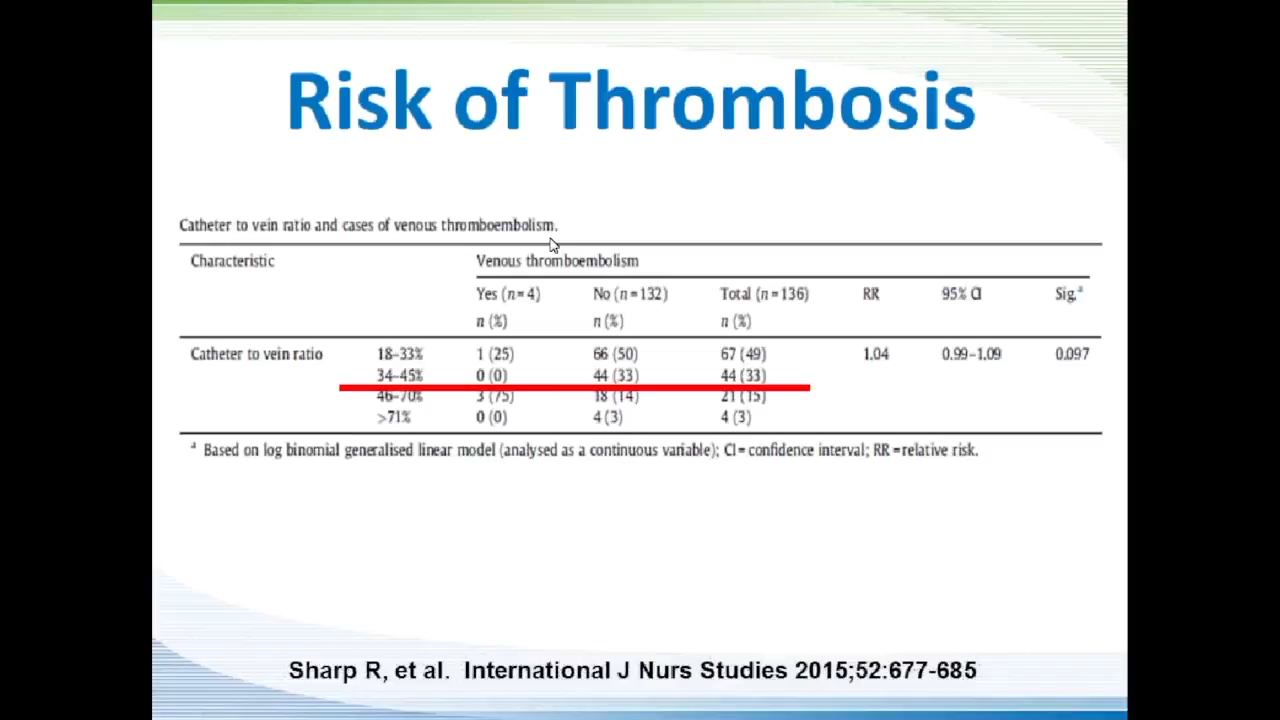 Risk of Thrombosis
Catheter to vein ratio and cases of venous thromboembolism.
Characteristic Venous thromboembolism
Yes (n = 4) No (n = 132) Total (n = 136) RR 95% CI Sig.a
n (%) n (%) n (%)
Catheter to vein ratio 18–33% 1 (25) 66 (50) 67 (49) 1.04 0.99–1.09 0.097
34–45% 0 (0) 44 (33) 44 (33)
46–70% 3 (75) 18 (14) 21 (15)
>71% 0 (0) 4 (3) 4 (3)
a Based on log binomial generalised linear model (analysed as a continuous variable); CI = confidence interval; RR = relative risk.
Sharp R, et al. International J Nurs Studies 2015;52:677-685